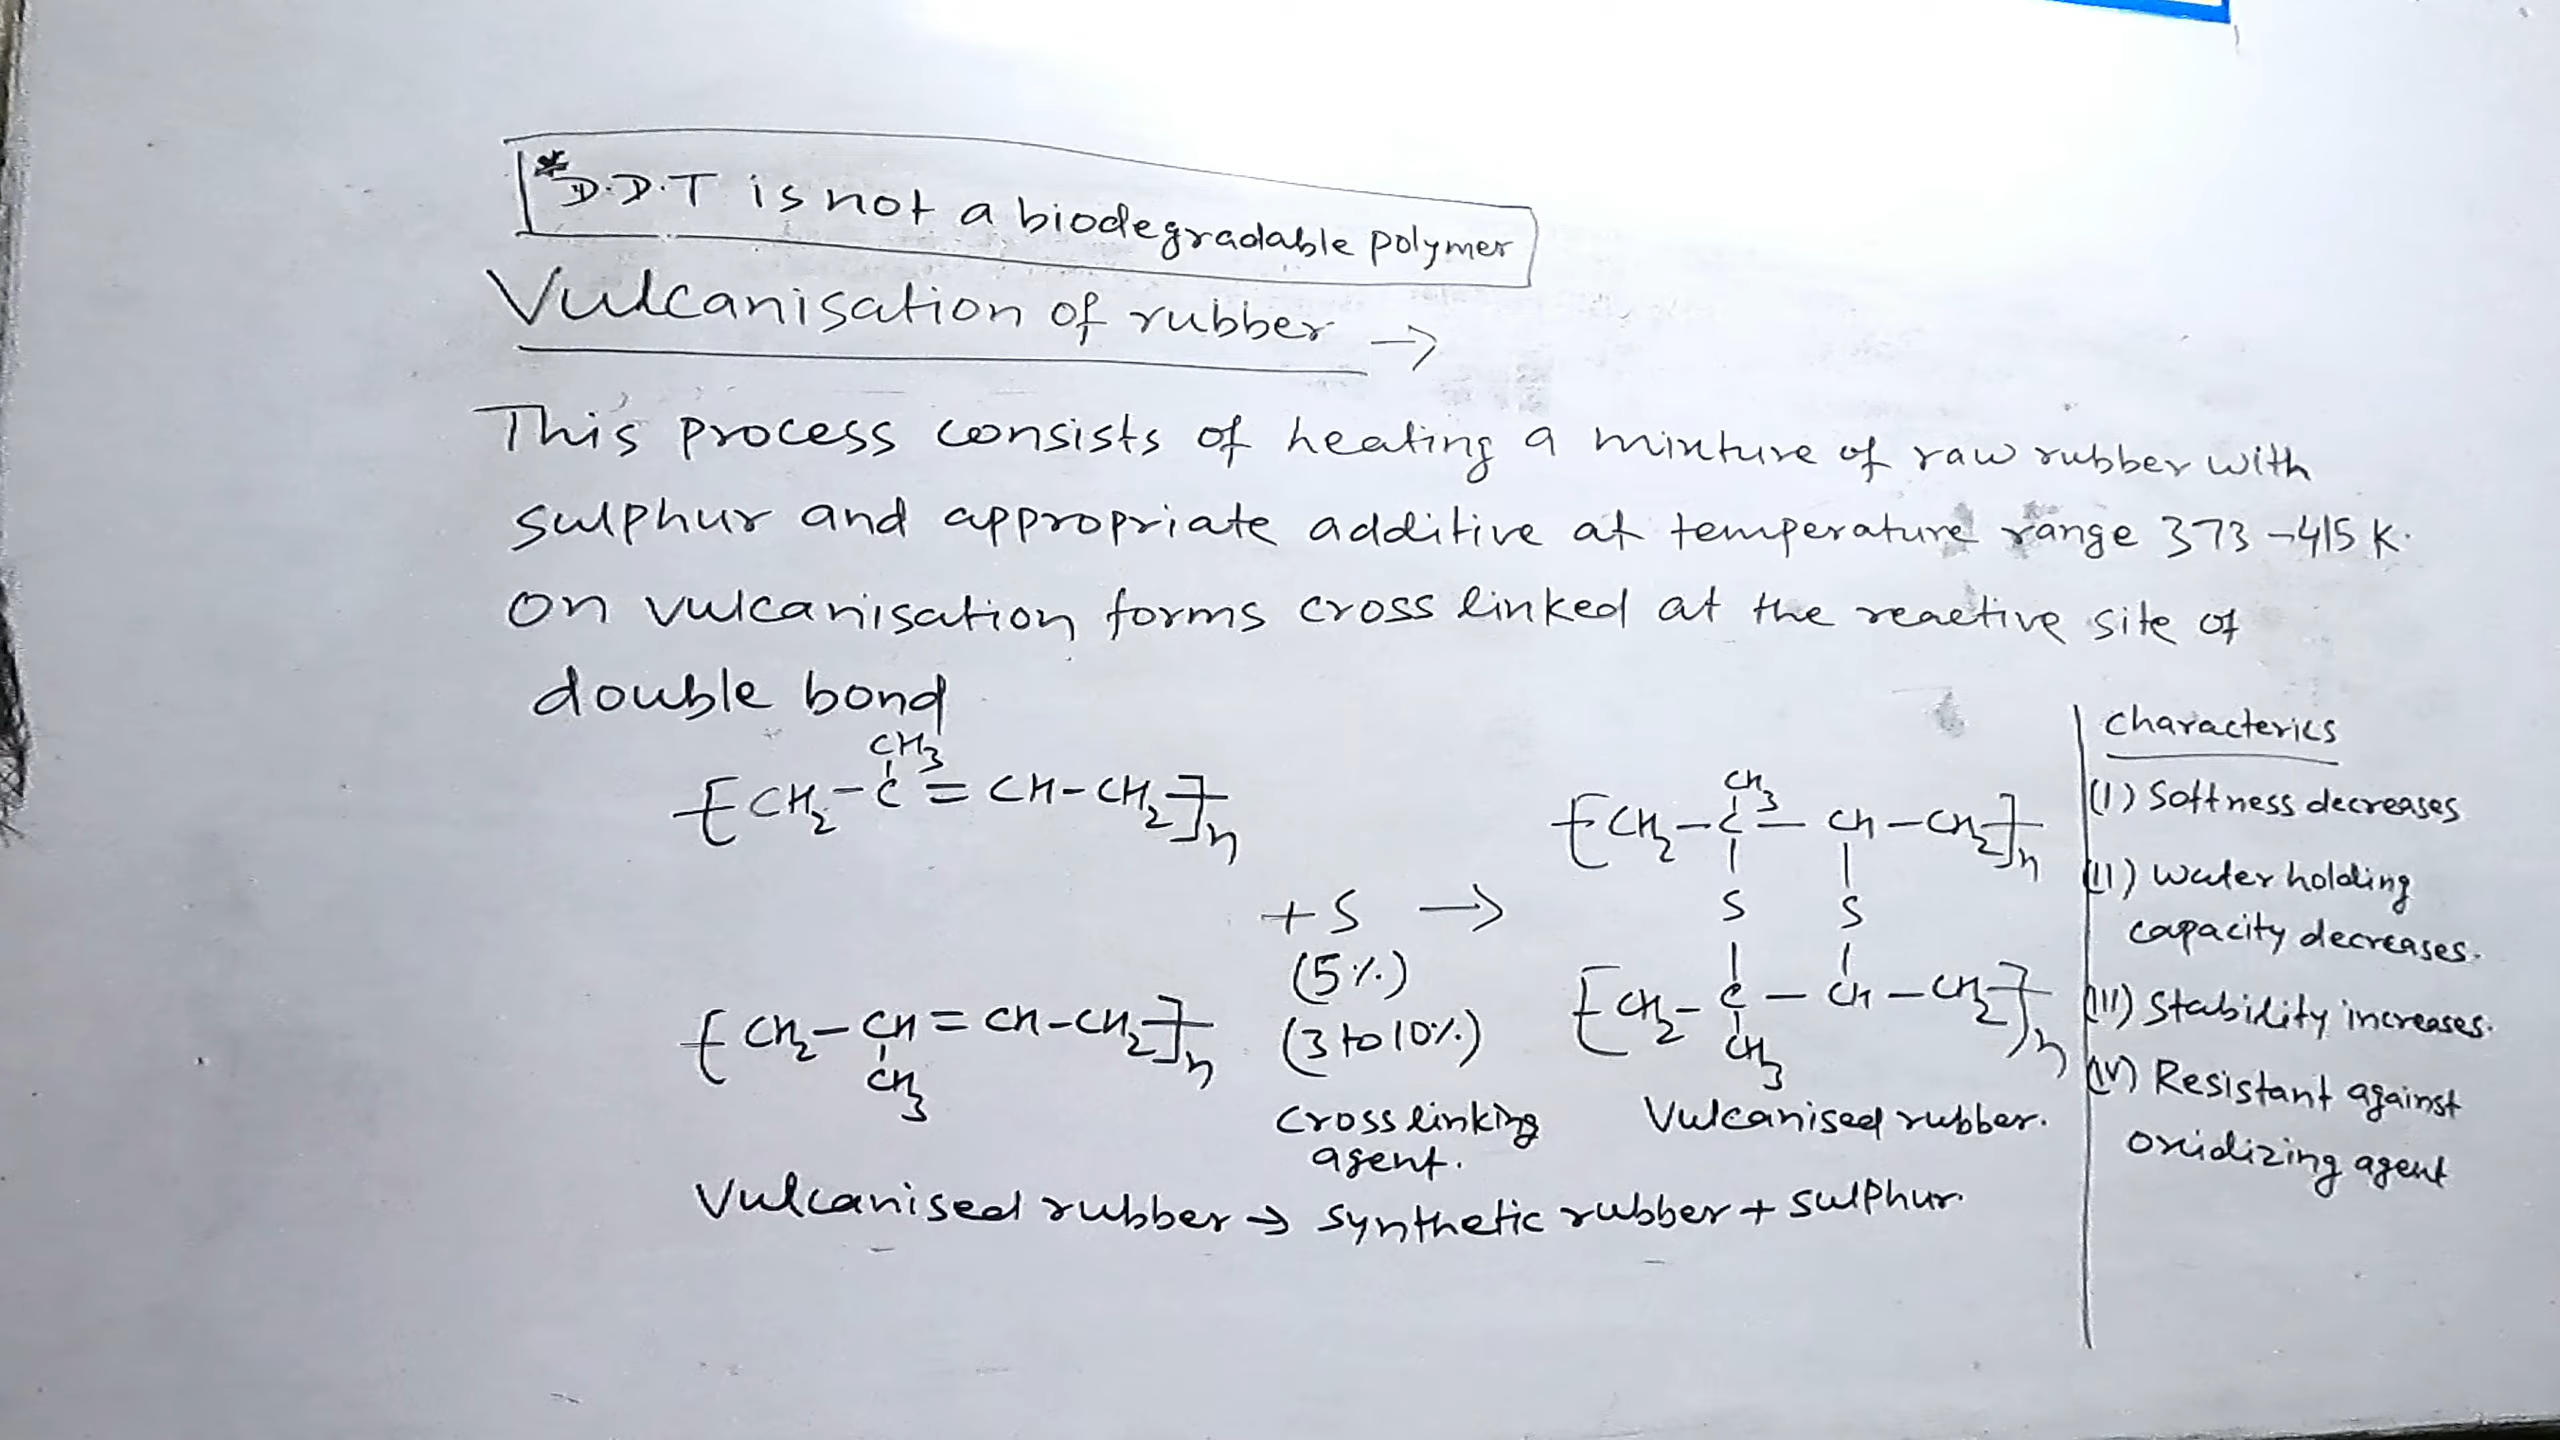 *D.D.T is not a biodegradable polymer
Vulcanisation of rubber →
This process consists of heating a mixture of raw rubber with
sulphur and appropriate additive at temperature range 373-415 K.
on vulcanisation forms cross linked at the reactive site of
double bond
CH3
[CH2-C=CH-CH2]n
+S →
(5%)
(3 to 10%)
[CH2-CH=CH-CH2]n
CH3
Cross linking
agent.
CH3
[CH2-C-CH-CH2]n
S S
[CH2-C-CH-CH2]n
CH3
Vulcanised rubber.
Vulcanised rubber → synthetic rubber + sulphur
characterics
(I) Softness decreases
(II) water holding
capacity decreases.
(III) Stability increases.
(IV) Resistant against
oxidizing agent